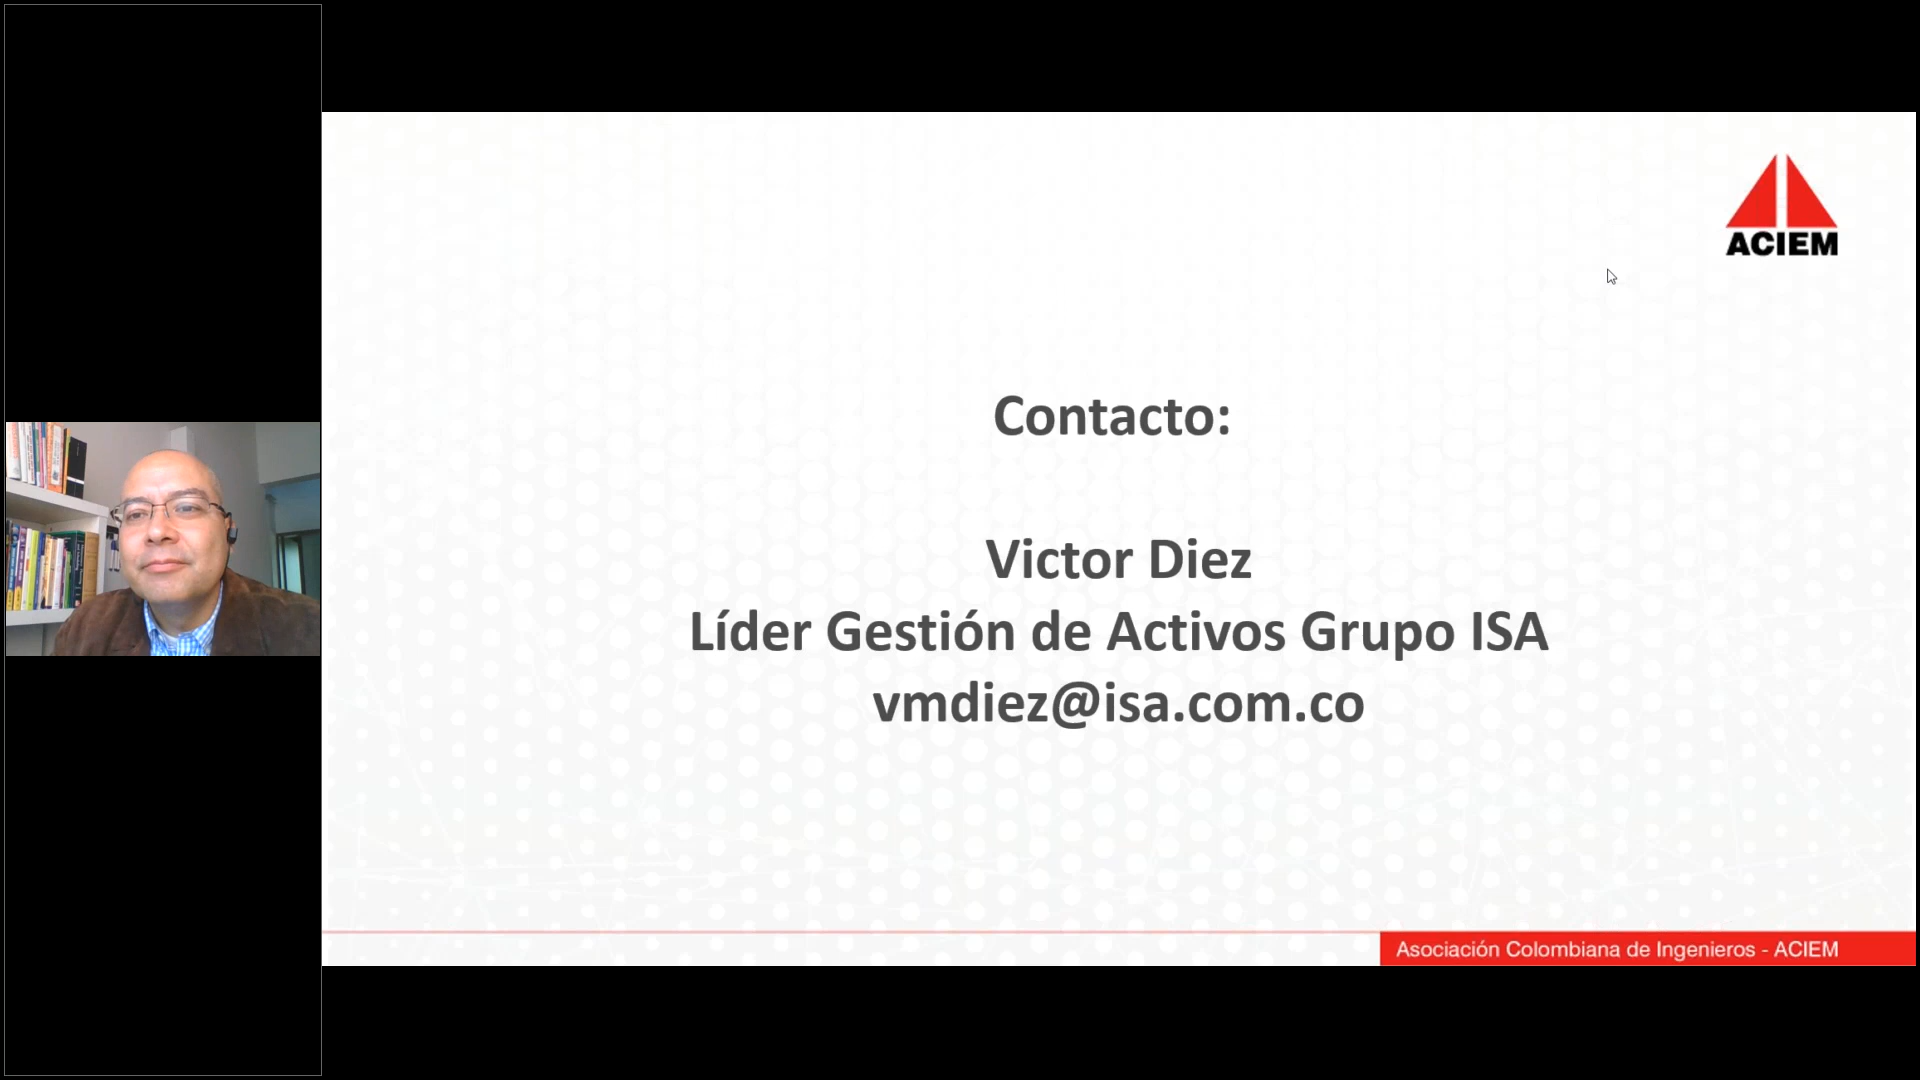 ACIEM
Contacto:
Victor Diez
Líder Gestión de Activos Grupo ISA
vmdiez@isa.com.co
Asociación Colombiana de Ingenieros - ACIEM